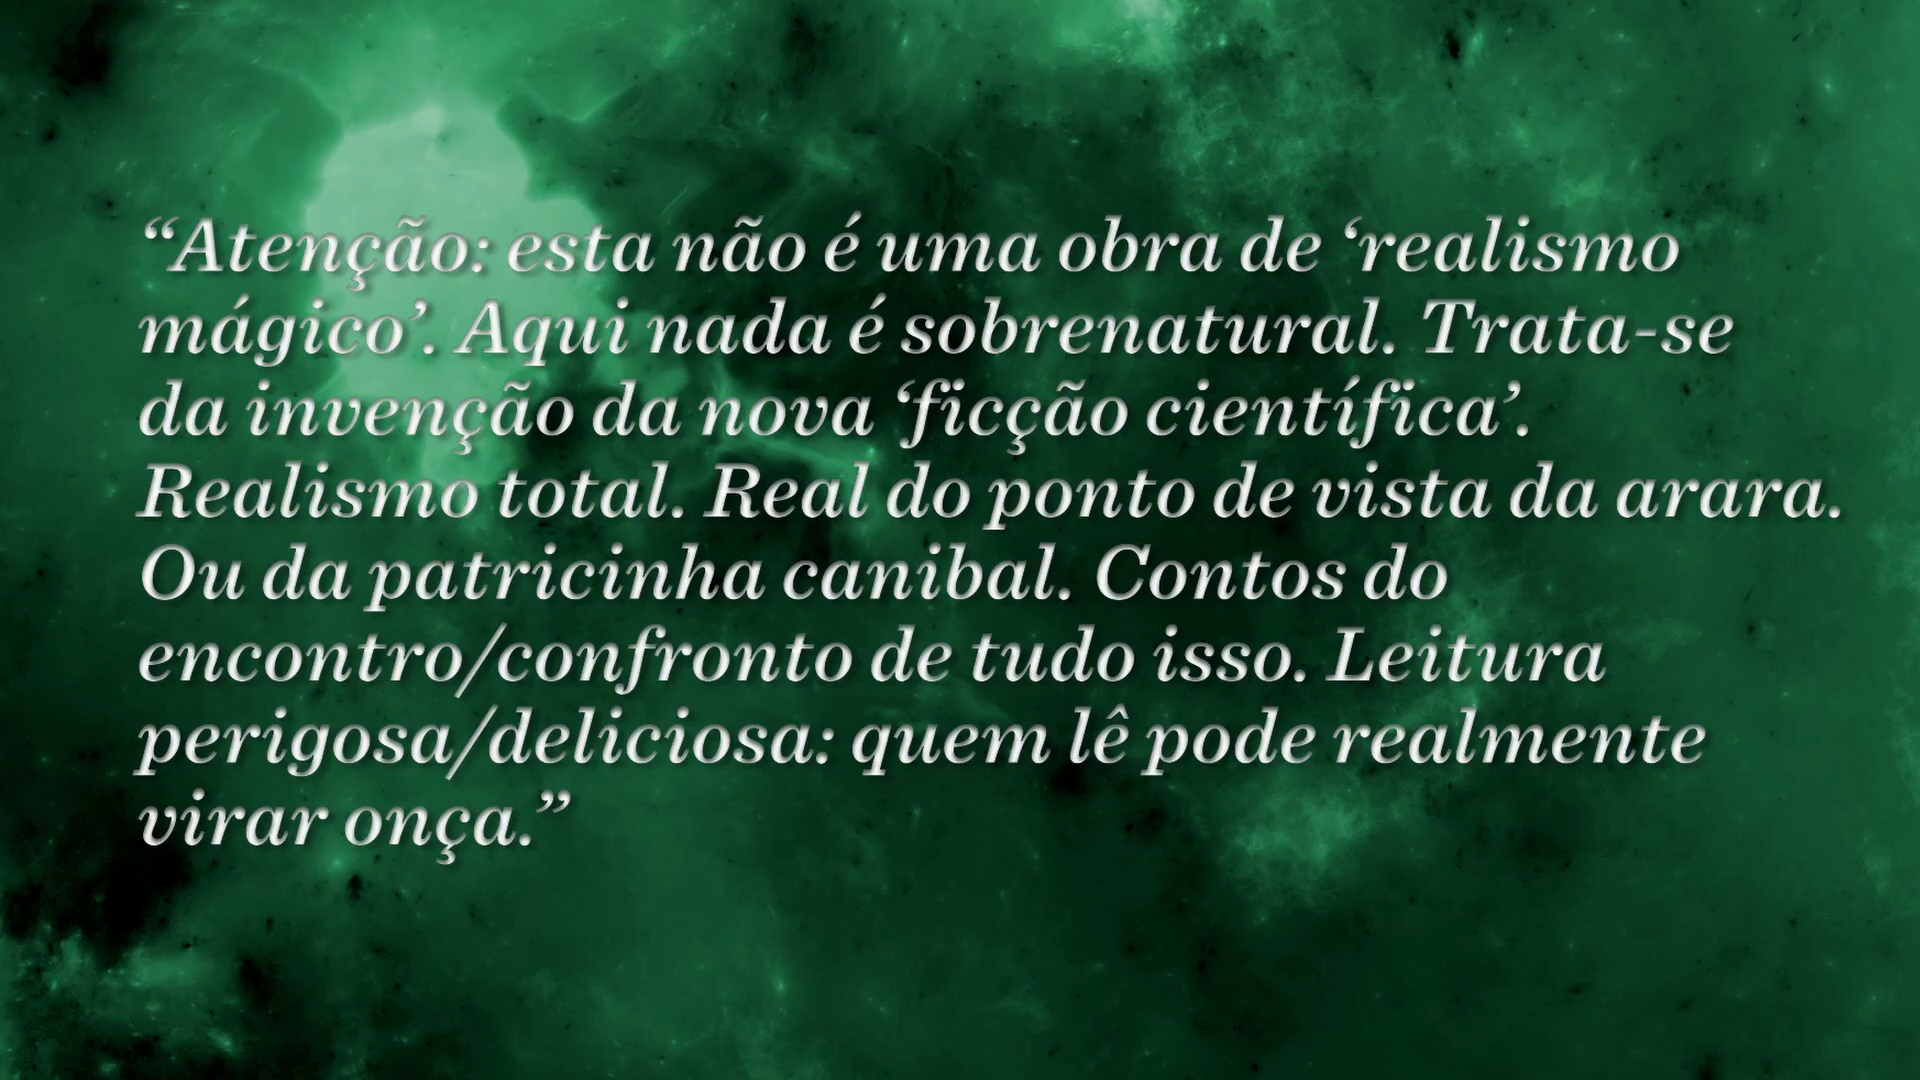 “Atenção: esta não é uma obra de ‘realismo
mágico’. Aqui nada é sobrenatural. Trata-se
da invenção da nova ‘ficção científica’.
Realismo total. Real do ponto de vista da arara.
Ou da patricinha canibal. Contos do
encontro/confronto de tudo isso. Leitura
perigosa/deliciosa: quem lê pode realmente
virar onça.”